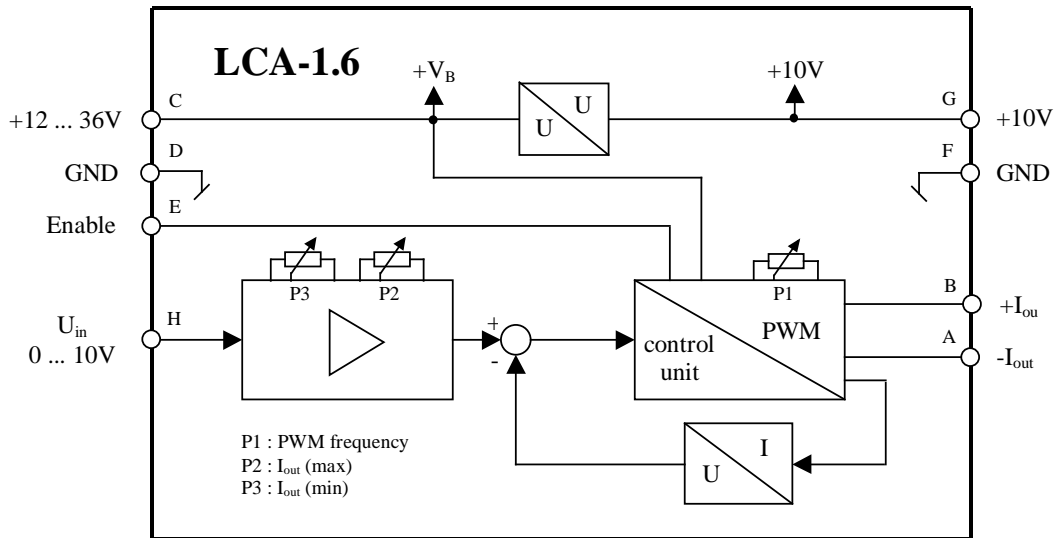 LCA-1.6
+V_B
+10V
C
G
+12 ... 36V
U
U
+10V
D
F
GND
GND
E
Enable
P3
P2
P1
B
U_in
H
+
PWM
+I_ou
0 ... 10V
-
control
unit
A
-I_out
P1 : PWM frequency
P2 : I_out (max)
P3 : I_out (min)
I
U